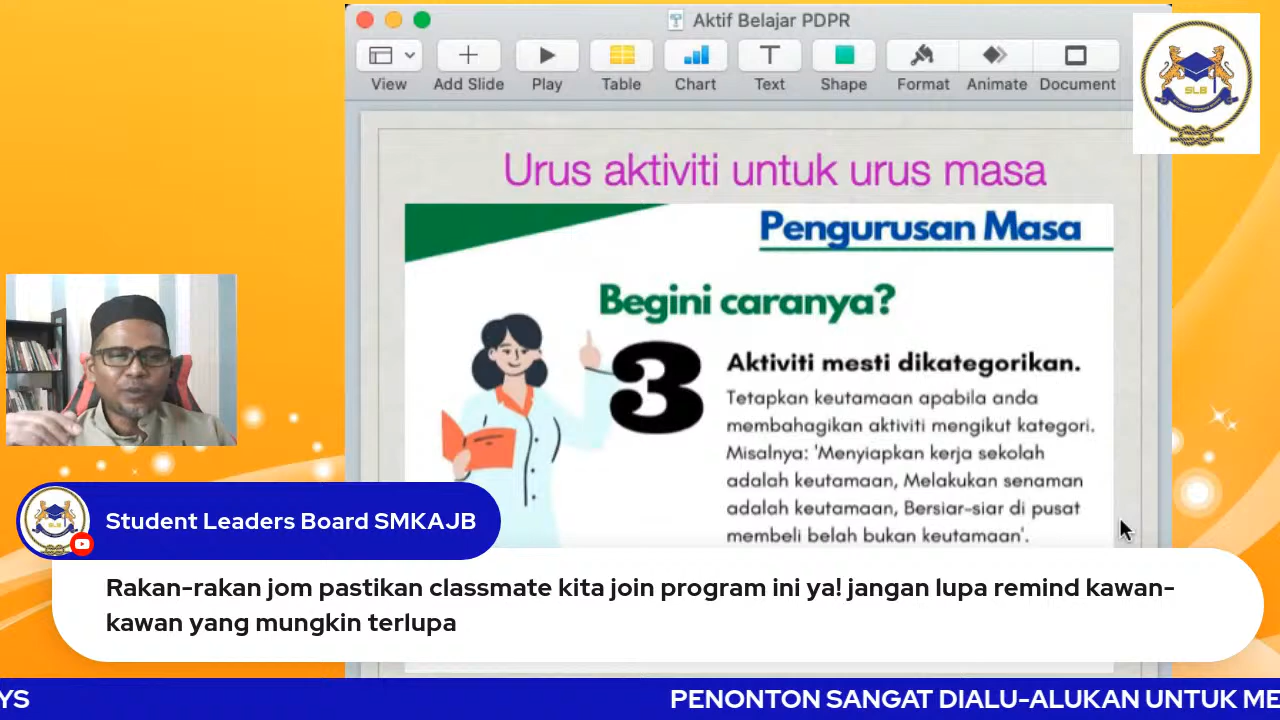 Aktif Belajar PDPR
View
Add Slide
Play
Table
Chart
Text
Shape
Format
Animate
Document
SLB
Urus aktiviti untuk urus masa
Pengurusan Masa
Begini caranya?
3
Aktiviti mesti dikategorikan.
Tetapkan keutamaan apabila anda
membahagikan aktiviti mengikut kategori.
Misalnya: 'Menyiapkan kerja sekolah
adalah keutamaan, Melakukan senaman
adalah keutamaan, Bersiar-siar di pusat
membeli belah bukan keutamaan'.
Student Leaders Board SMKAJB
Rakan-rakan jom pastikan classmate kita join program ini ya! jangan lupa remind kawan-
kawan yang mungkin terlupa
YS
PENONTON SANGAT DIALU-ALUKAN UNTUK ME